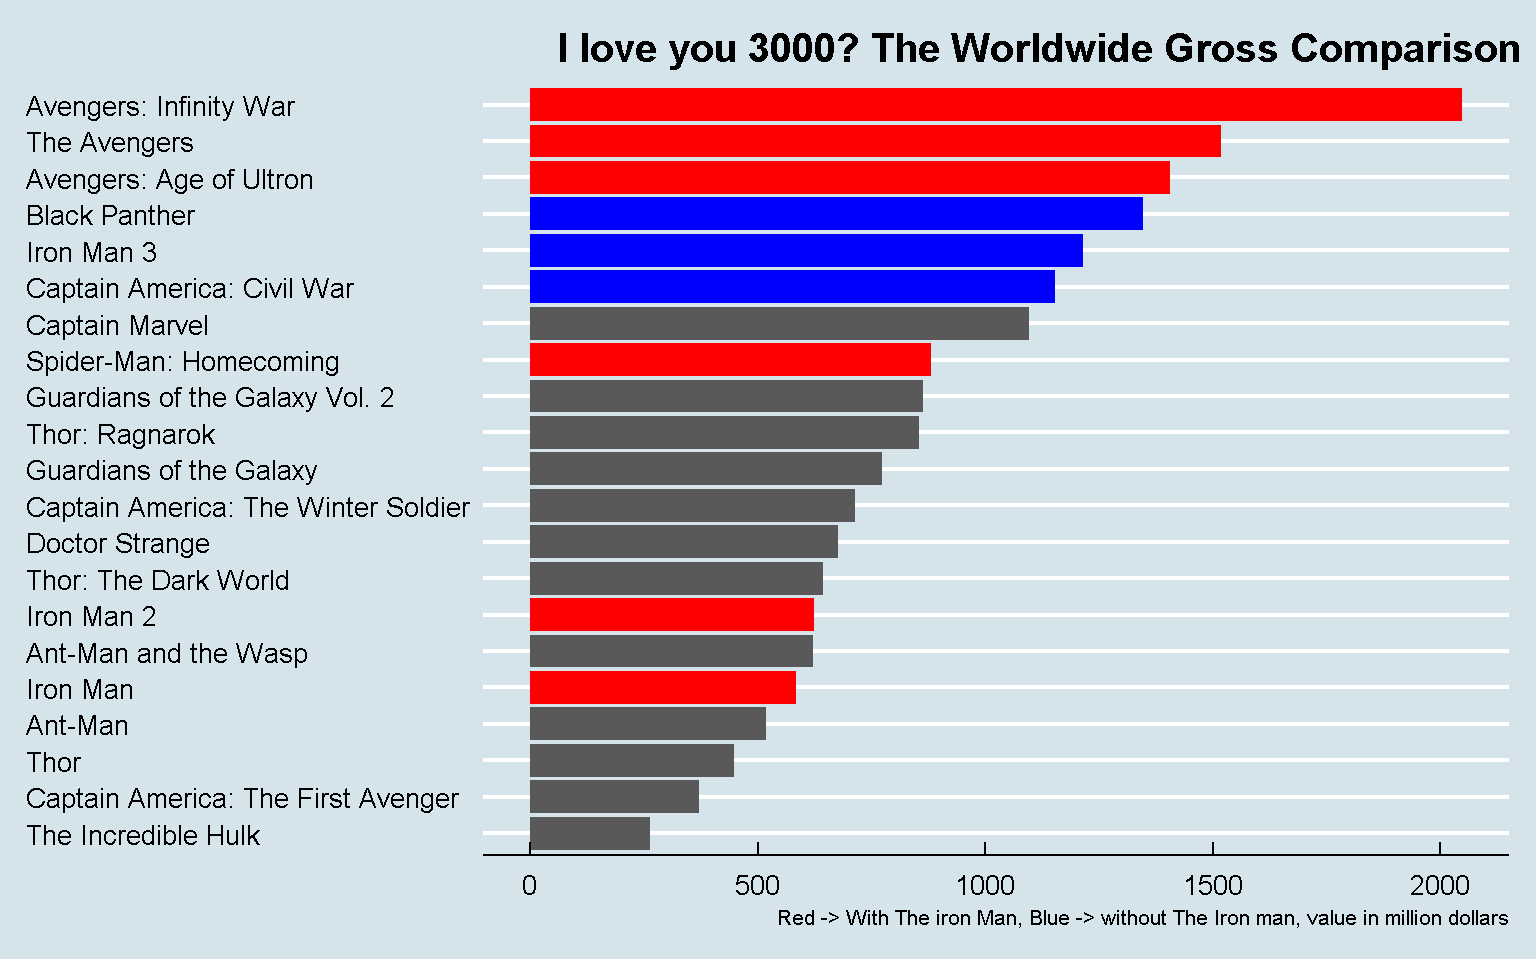 I love you 3000? The Worldwide Gross Comparison
Avengers: Infinity War
The Avengers
Avengers: Age of Ultron
Black Panther
Iron Man 3
Captain America: Civil War
Captain Marvel
Spider-Man: Homecoming
Guardians of the Galaxy Vol. 2
Thor: Ragnarok
Guardians of the Galaxy
Captain America: The Winter Soldier
Doctor Strange
Thor: The Dark World
Iron Man 2
Ant-Man and the Wasp
Iron Man
Ant-Man
Thor
Captain America: The First Avenger
The Incredible Hulk
0 500 1000 1500 2000
Red -> With The iron Man, Blue -> without The Iron man, value in million dollars